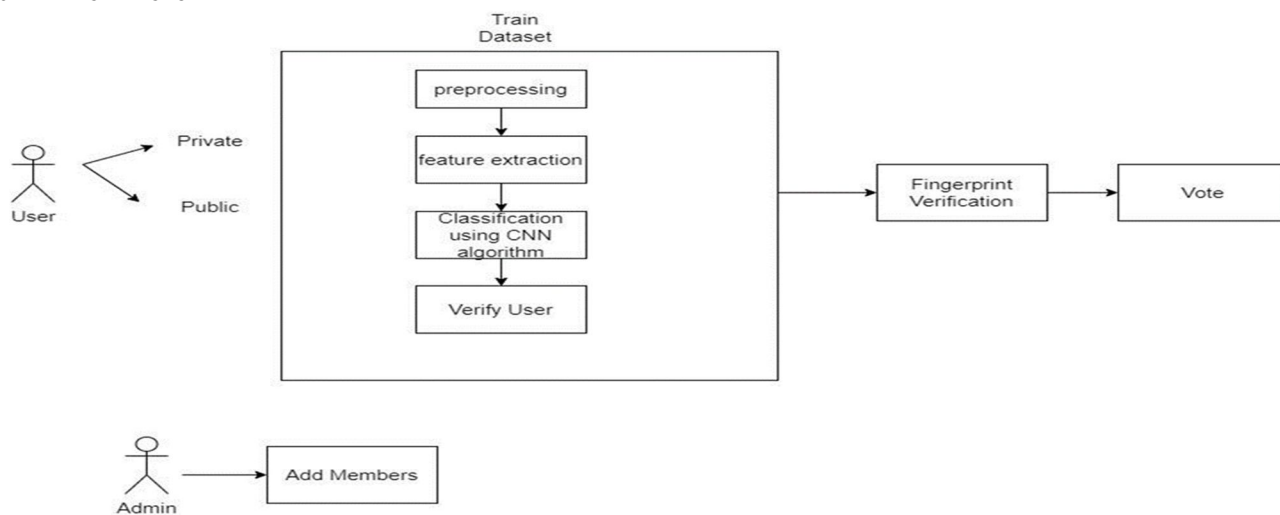 Train
Dataset
preprocessing
Private
feature extraction
Public
User
Classification
using CNN
algorithm
Fingerprint
Verification
Vote
Verify User
Add Members
Admin